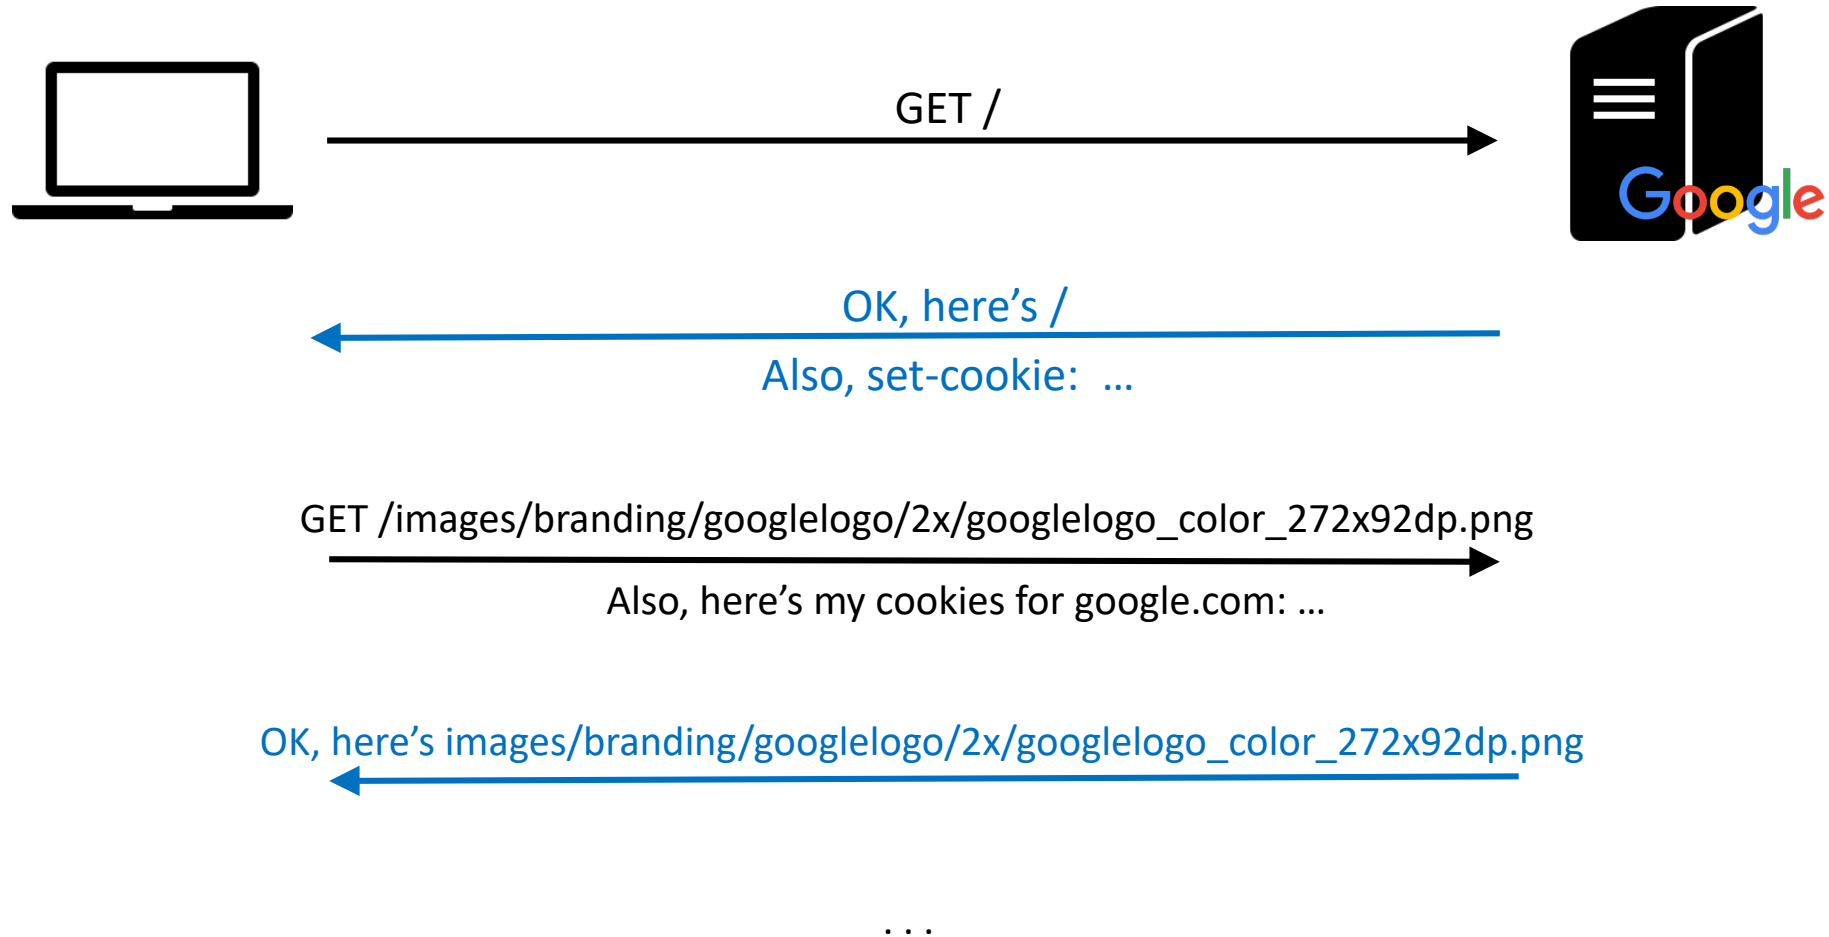 GET /
Google
OK, here’s /
Also, set-cookie:  …
GET /images/branding/googlelogo/2x/googlelogo_color_272x92dp.png
Also, here’s my cookies for google.com: …
OK, here’s images/branding/googlelogo/2x/googlelogo_color_272x92dp.png
. . .